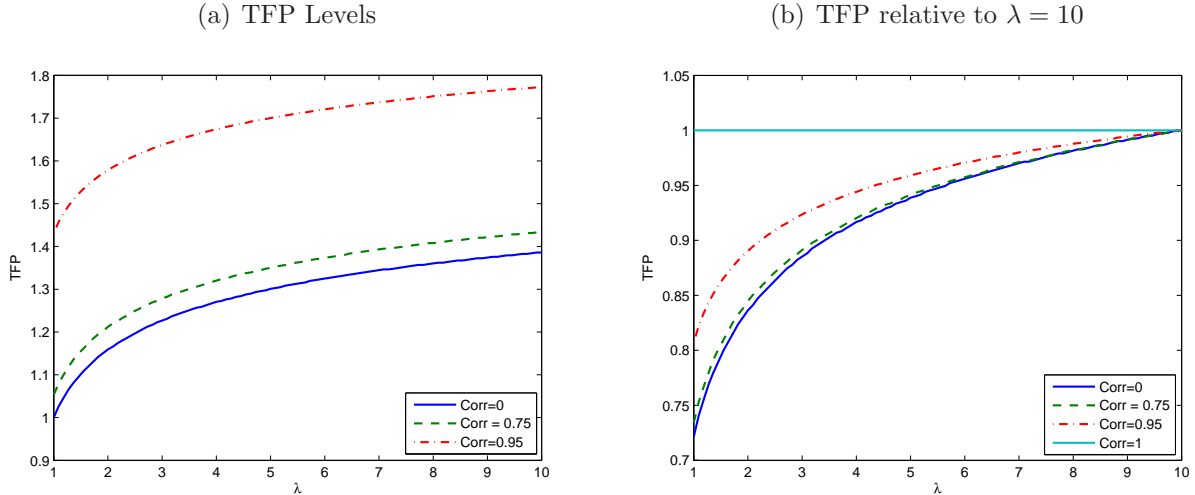 (a) TFP Levels
1.8
1.7
1.6
1.5
1.4
1.3
1.2
1.1
1
0.9
TFP
1 2 3 4 5 6 7 8 9 10
λ
Corr=0
Corr = 0.75
Corr=0.95
(b) TFP relative to λ = 10
1.05
1
0.95
0.9
0.85
0.8
0.75
0.7
TFP
1 2 3 4 5 6 7 8 9 10
λ
Corr=0
Corr = 0.75
Corr=0.95
Corr=1